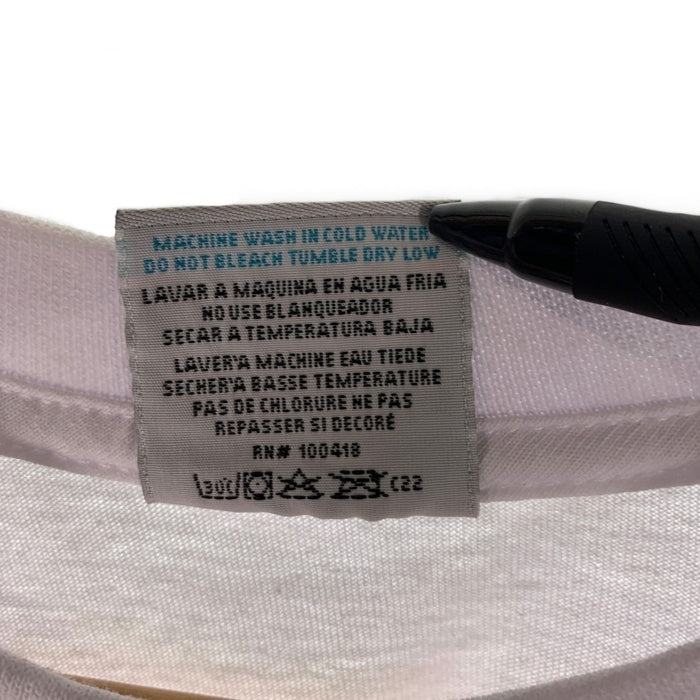 MACHINE WASH IN COLD WATER
DO NOT BLEACH TUMBLE DRY LOW
LAVAR A MAQUINA EN AGUA FRIA
NO USE BLANQUEADOR
SECAR A TEMPERATURA BAJA
LAVER'A MACHINE EAU TIEDE
SECHER'A BASSE TEMPERATURE
PAS DE CHLORURE NE PAS
REPASSER SI DECORÉ
RN# 100418
30°C C22